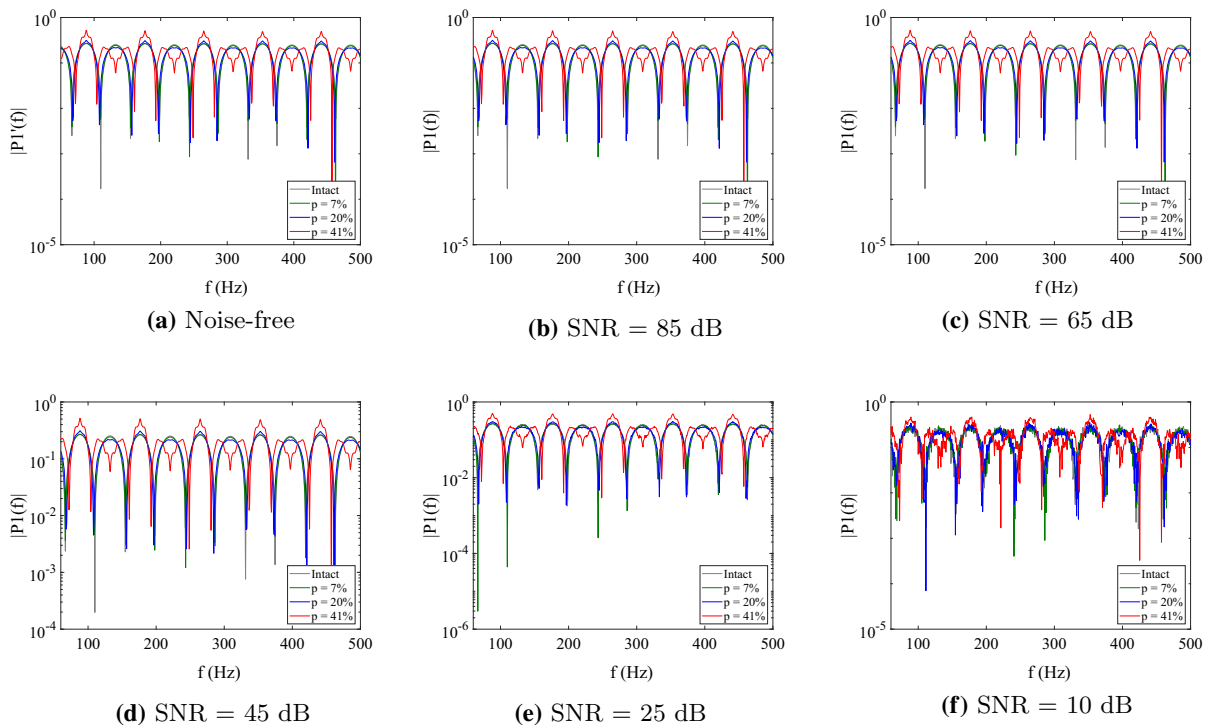 |P1'(f)|
10^0
10^-5
100 200 300 400 500
f (Hz)
Intact
p = 7%
p = 20%
p = 41%
(a) Noise-free
|P1(f)|
10^0
10^-5
100 200 300 400 500
f (Hz)
Intact
p = 7%
p = 20%
p = 41%
(b) SNR = 85 dB
|P1(f)|
10^0
10^-5
100 200 300 400 500
f (Hz)
Intact
p = 7%
p = 20%
p = 41%
(c) SNR = 65 dB
|P1(f)|
10^0
10^-1
10^-2
10^-3
10^-4
100 200 300 400 500
f (Hz)
Intact
p = 7%
p = 20%
p = 41%
(d) SNR = 45 dB
|P1(f)|
10^0
10^-2
10^-4
10^-6
100 200 300 400 500
f (Hz)
Intact
p = 7%
p = 20%
p = 41%
(e) SNR = 25 dB
|P1(f)|
10^0
10^-5
100 200 300 400 500
f (Hz)
Intact
p = 7%
p = 20%
p = 41%
(f) SNR = 10 dB